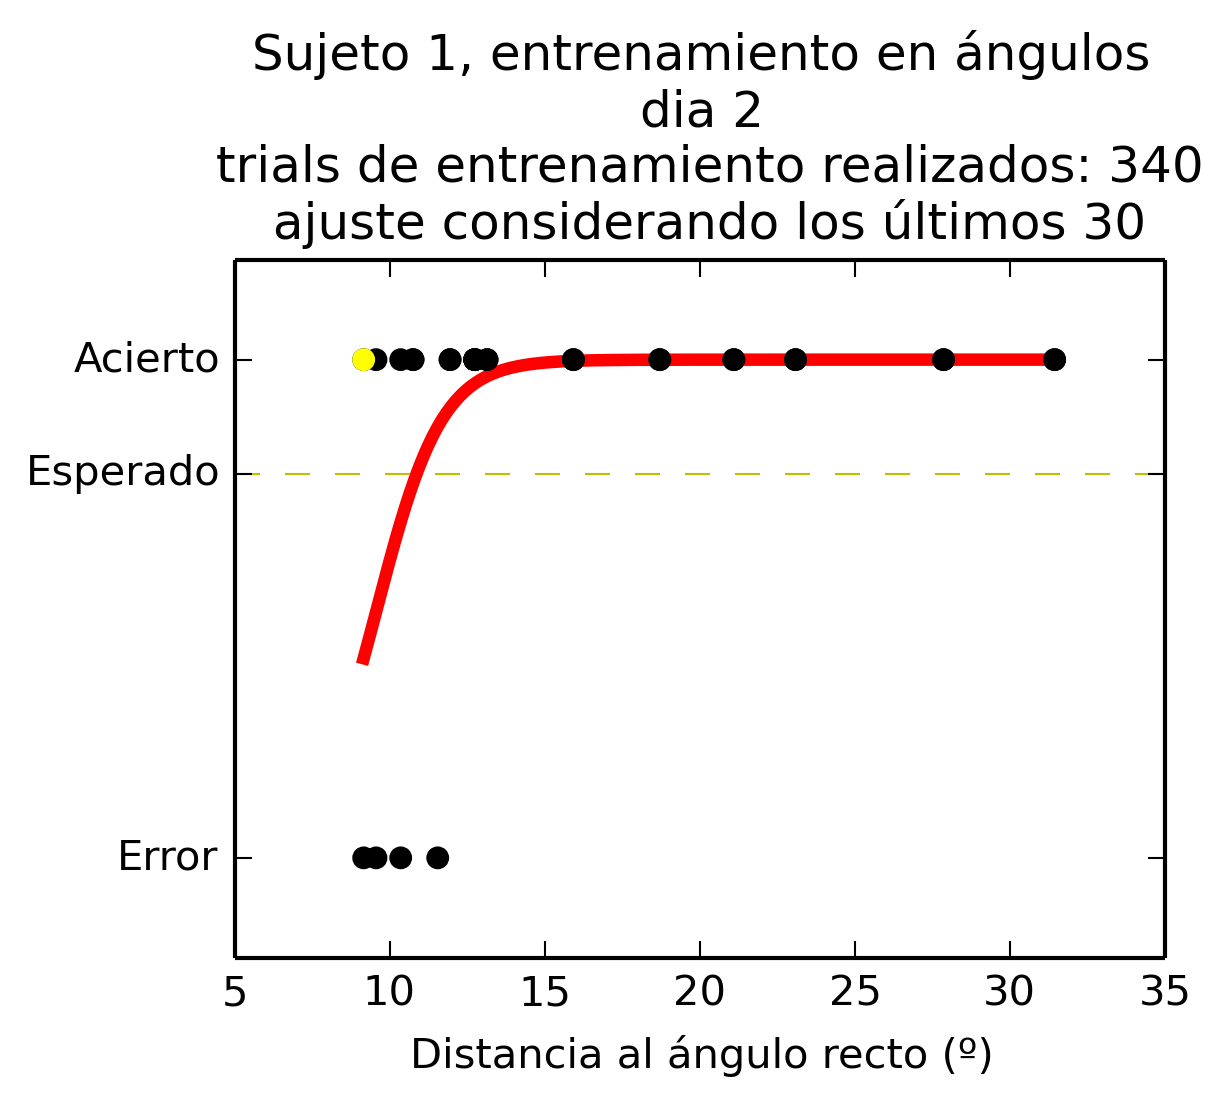 Sujeto 1, entrenamiento en ángulos
dia 2
trials de entrenamiento realizados: 340
ajuste considerando los últimos 30
Acierto
Esperado
Error
5 10 15 20 25 30 35
Distancia al ángulo recto (º)